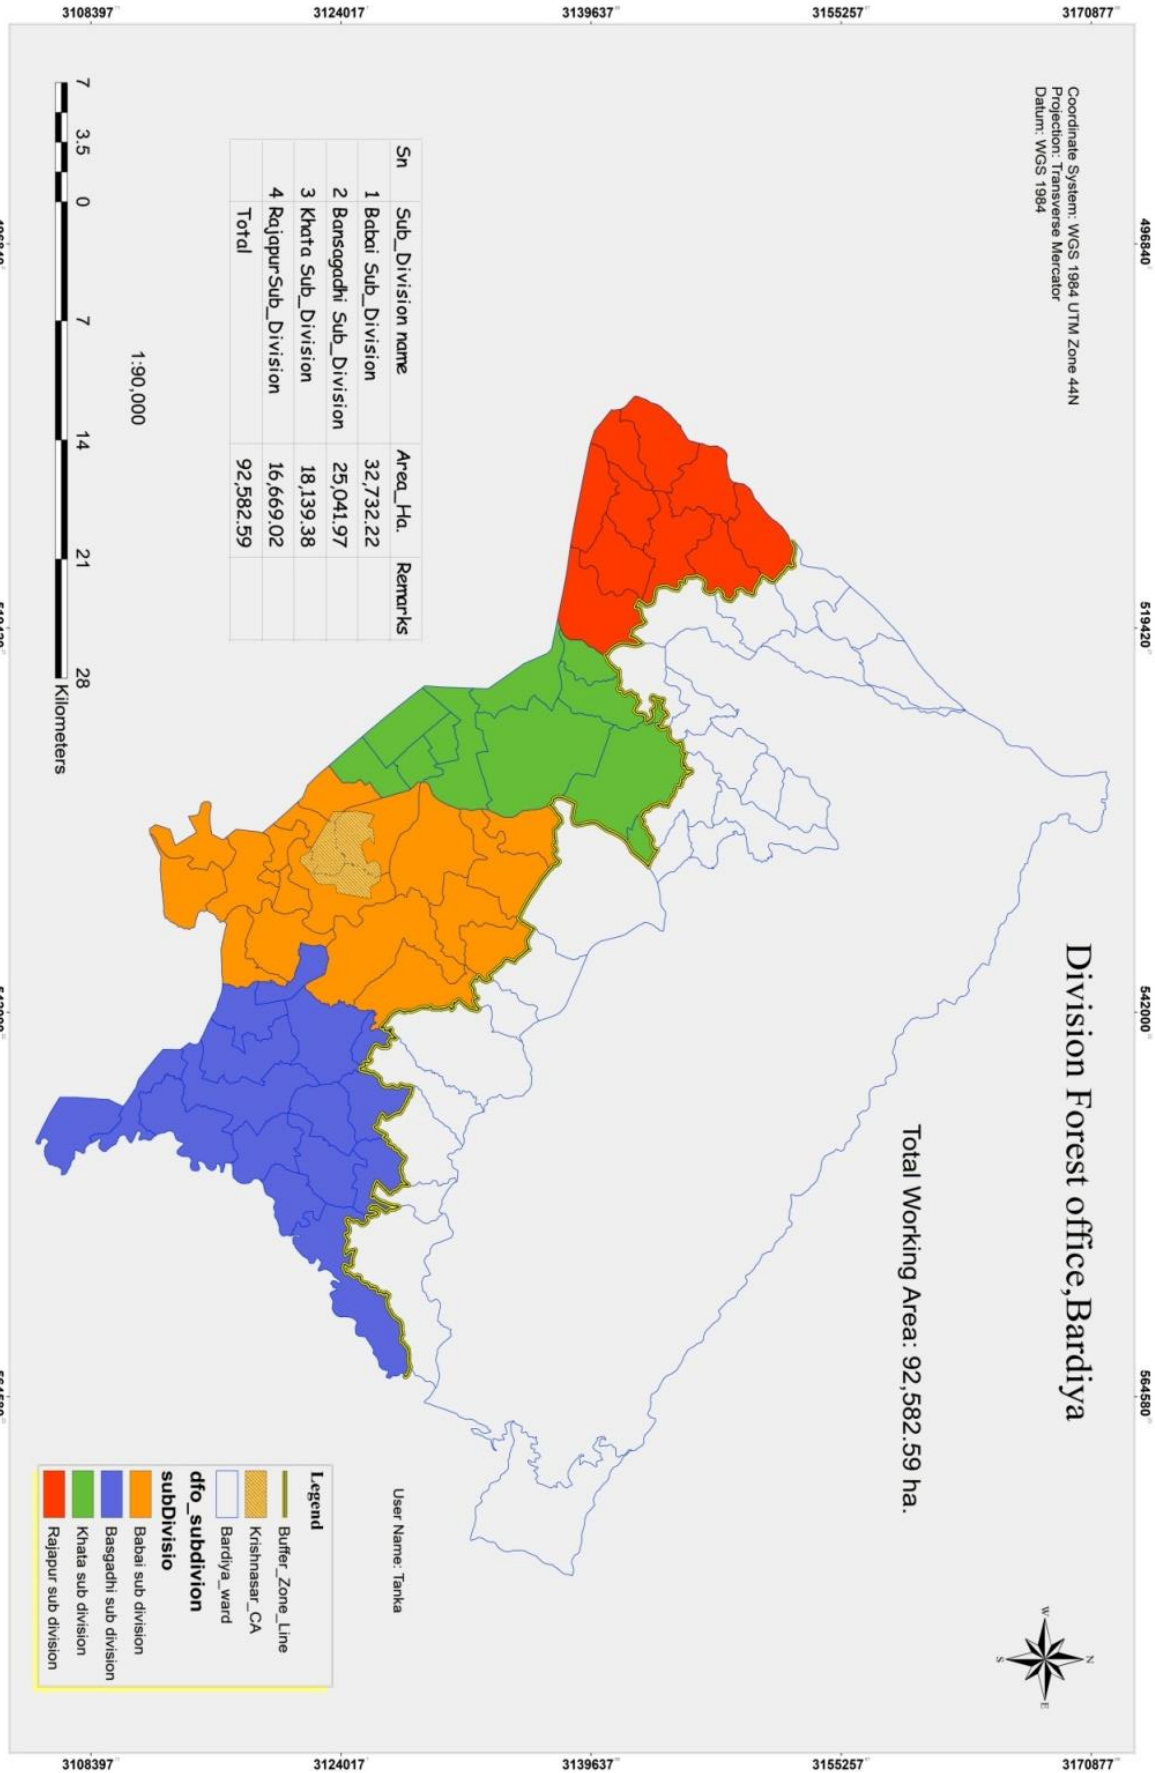 Division Forest office,Bardiya
Total Working Area: 92,582.59 ha.
Coordinate System: WGS 1984 UTM Zone 44N
Projection: Transverse Mercator
Datum: WGS 1984
N
W
E
S
496840
519420
542000
564580
3170877
3155257
3139637
3124017
3108397
3170877
3155257
3139637
3124017
3108397
Sn Sub_Division name Area_Ha. Remarks
1 Babai Sub_Division 32,732.22
2 Bansagadhi Sub_Division 25,041.97
3 Khata Sub_Division 18,139.38
4 RajapurSub_Division 16,669.02
Total 92,582.59
1:90,000
7 3.5 0 7 14 21 28
Kilometers
User Name: Tanka
Legend
Buffer_Zone_Line
Krishnasar_CA
Bardiya_ward
dfo_subdivion
subDivisio
Babai sub division
Basgadhi sub division
Khata sub division
Rajapur sub division